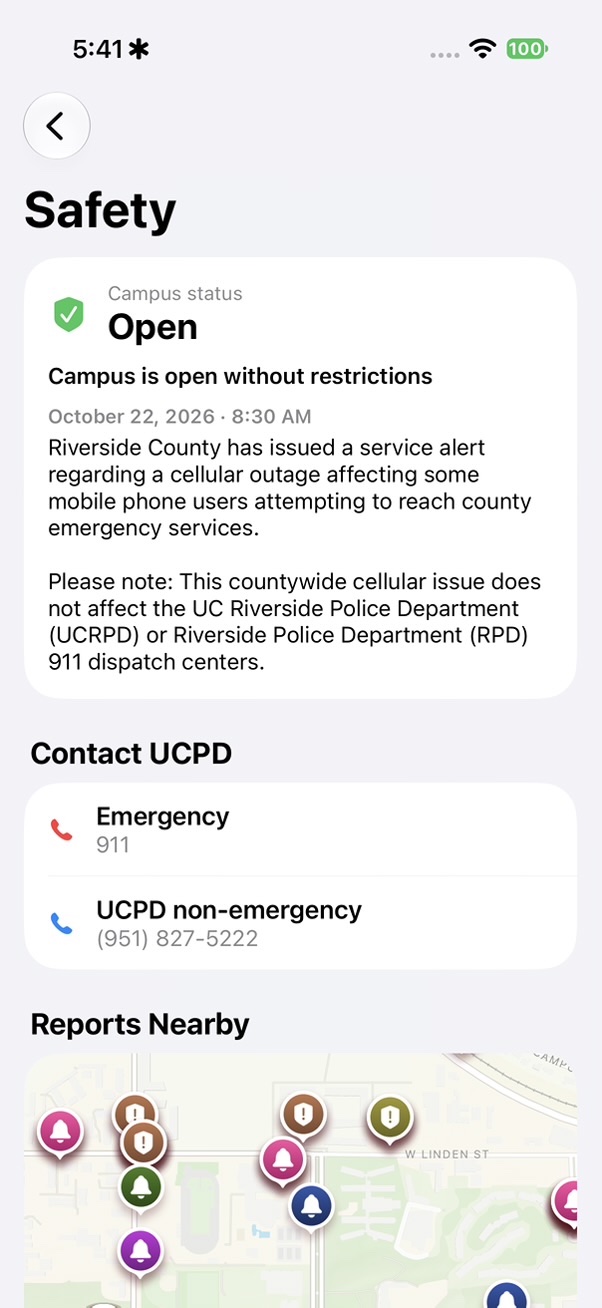 5:41 ✱
100
Safety
Campus status
Open
Campus is open without restrictions
October 22, 2026 · 8:30 AM
Riverside County has issued a service alert
regarding a cellular outage affecting some
mobile phone users attempting to reach county
emergency services.
Please note: This countywide cellular issue does
not affect the UC Riverside Police Department
(UCRPD) or Riverside Police Department (RPD)
911 dispatch centers.
Contact UCPD
Emergency
911
UCPD non-emergency
(951) 827-5222
Reports Nearby
W LINDEN ST